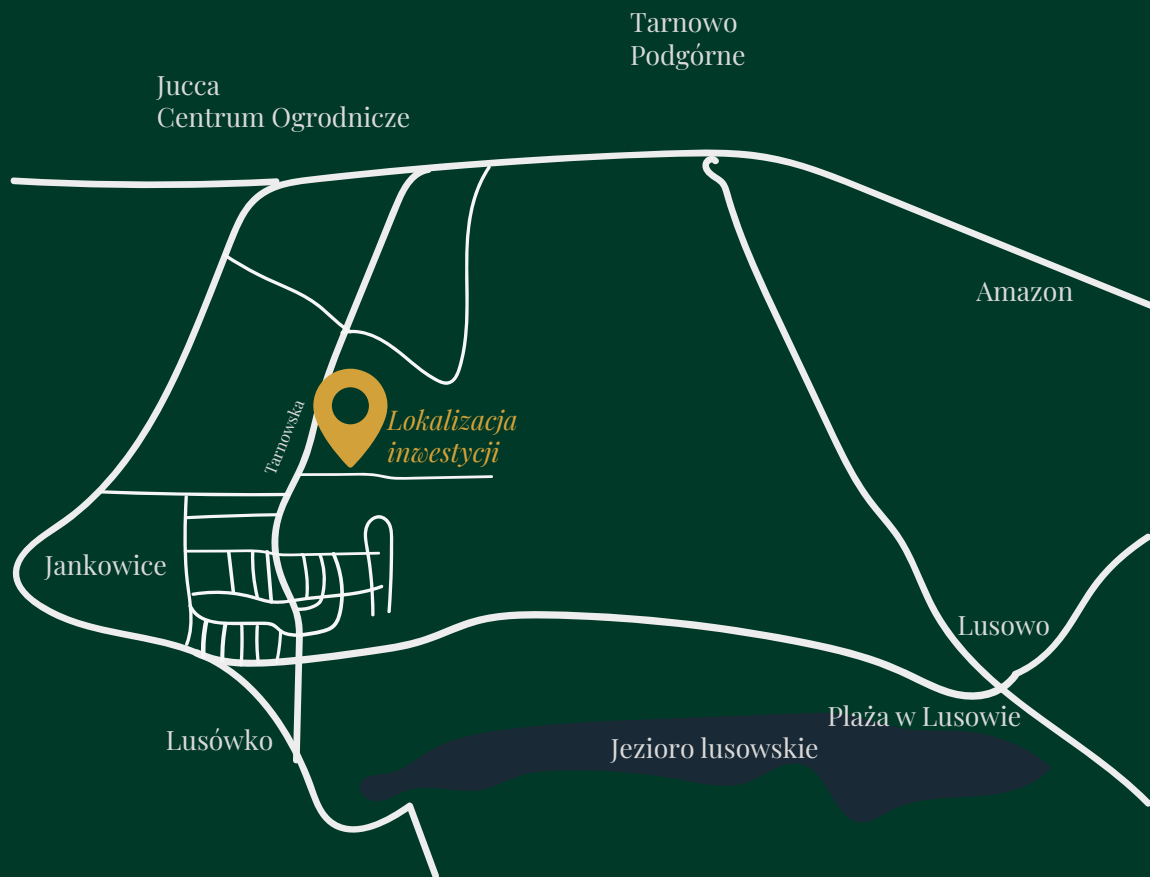 Tarnowo
Podgórne
Jucca
Centrum Ogrodnicze
Amazon
Tarnowska
Lokalizacja
inwestycji
Jankowice
Lusowo
Plaża w Lusowie
Lusówko
Jezioro lusowskie